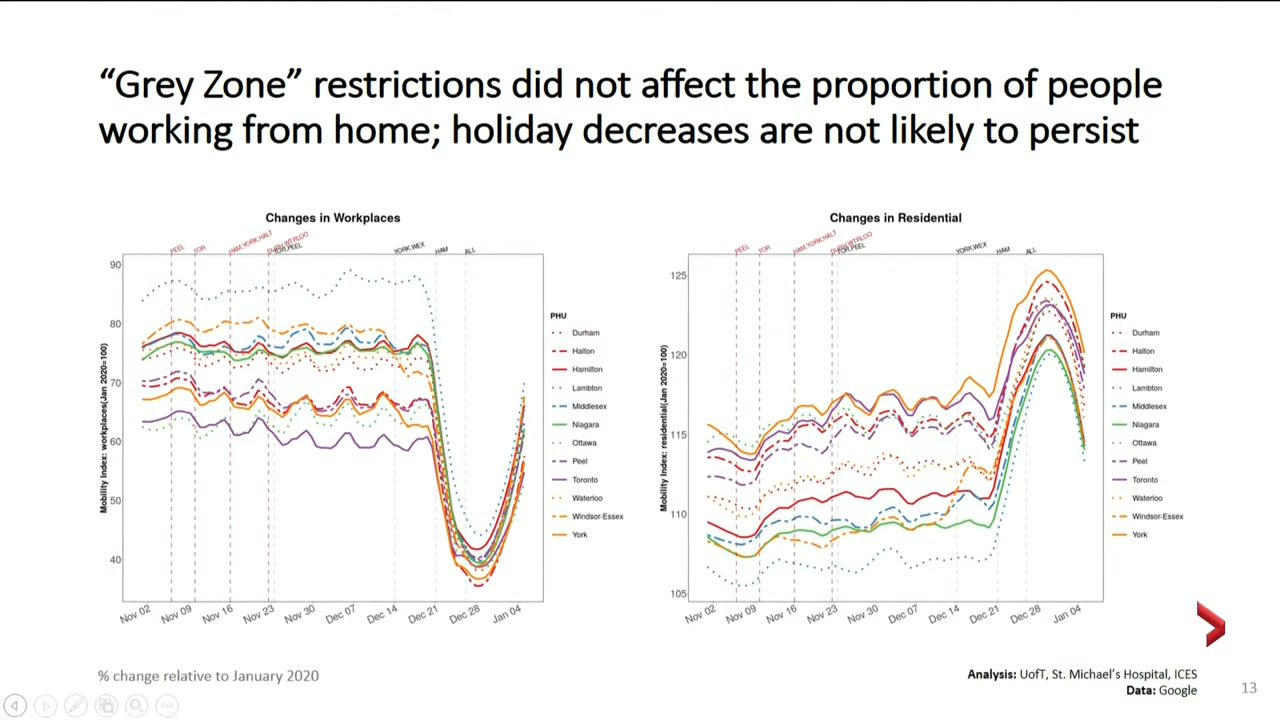 “Grey Zone” restrictions did not affect the proportion of people
working from home; holiday decreases are not likely to persist
Changes in Workplaces
PEEL
TOR
HAM.YORK.HALT
DURH.WTRLOO
TOR.PEEL
YORK.WEX
HAM
ALL
Mobility Index: workplaces(Jan 2020=100)
90
80
70
60
50
40
Nov 02
Nov 09
Nov 16
Nov 23
Nov 30
Dec 07
Dec 14
Dec 21
Dec 28
Jan 04
PHU
Durham
Halton
Hamilton
Lambton
Middlesex
Niagara
Ottawa
Peel
Toronto
Waterloo
Windsor-Essex
York
Changes in Residential
PEEL
TOR
HAM.YORK.HALT
DURH.WTRLOO
TOR.PEEL
YORK.WEX
HAM
ALL
Mobility Index: residential(Jan 2020=100)
125
120
115
110
105
Nov 02
Nov 09
Nov 16
Nov 23
Nov 30
Dec 07
Dec 14
Dec 21
Dec 28
Jan 04
PHU
Durham
Halton
Hamilton
Lambton
Middlesex
Niagara
Ottawa
Peel
Toronto
Waterloo
Windsor-Essex
York
% change relative to January 2020
Analysis: UofT, St. Michael’s Hospital, ICES
Data: Google
13